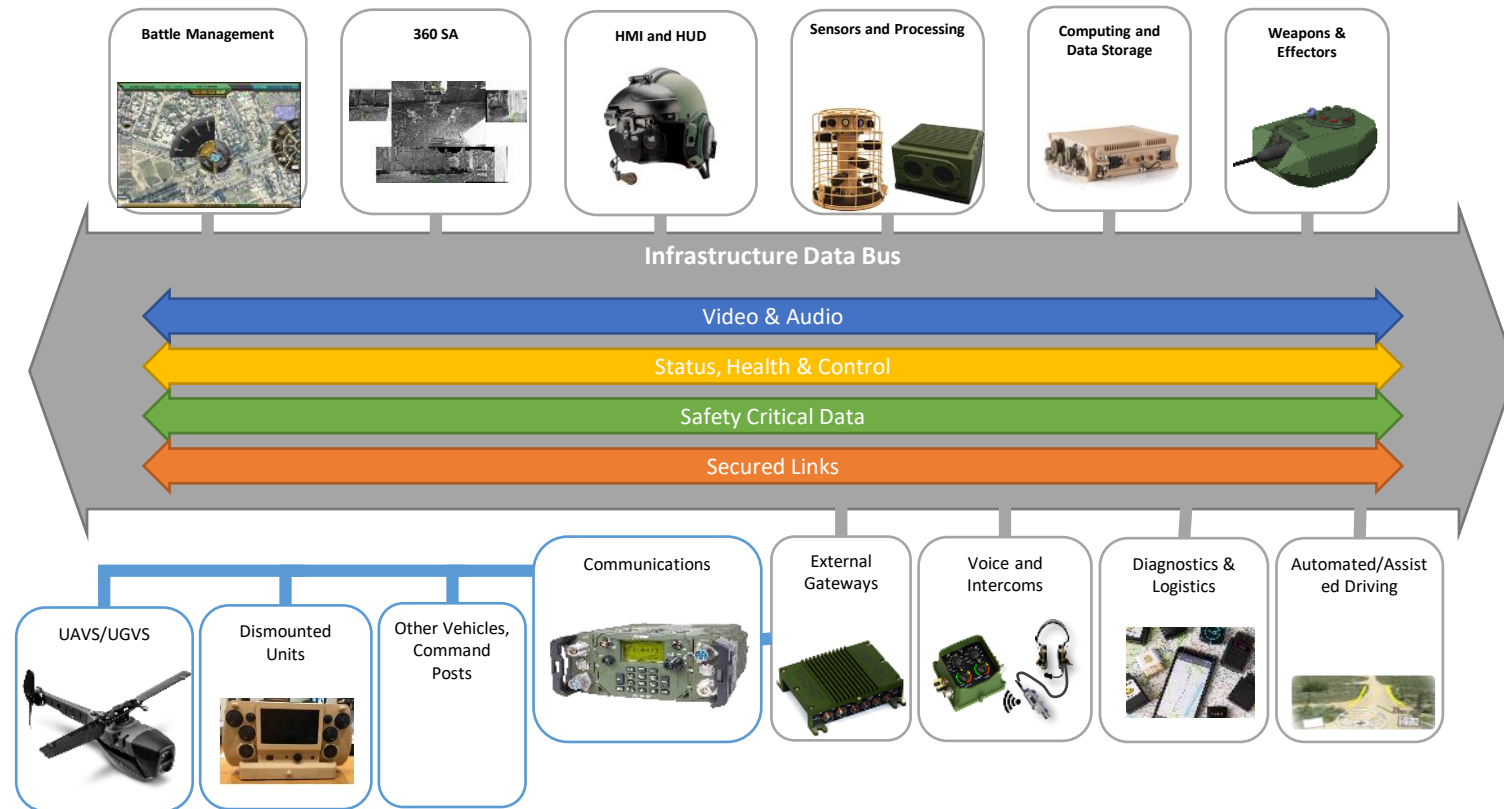 Battle Management
360 SA
HMI and HUD
Sensors and Processing
Computing and
Data Storage
Weapons &
Effectors
Infrastructure Data Bus
Video & Audio
Status, Health & Control
Safety Critical Data
Secured Links
Communications
External
Gateways
Voice and
Intercoms
Diagnostics &
Logistics
Automated/Assist
ed Driving
UAVS/UGVS
Dismounted
Units
Other Vehicles,
Command
Posts